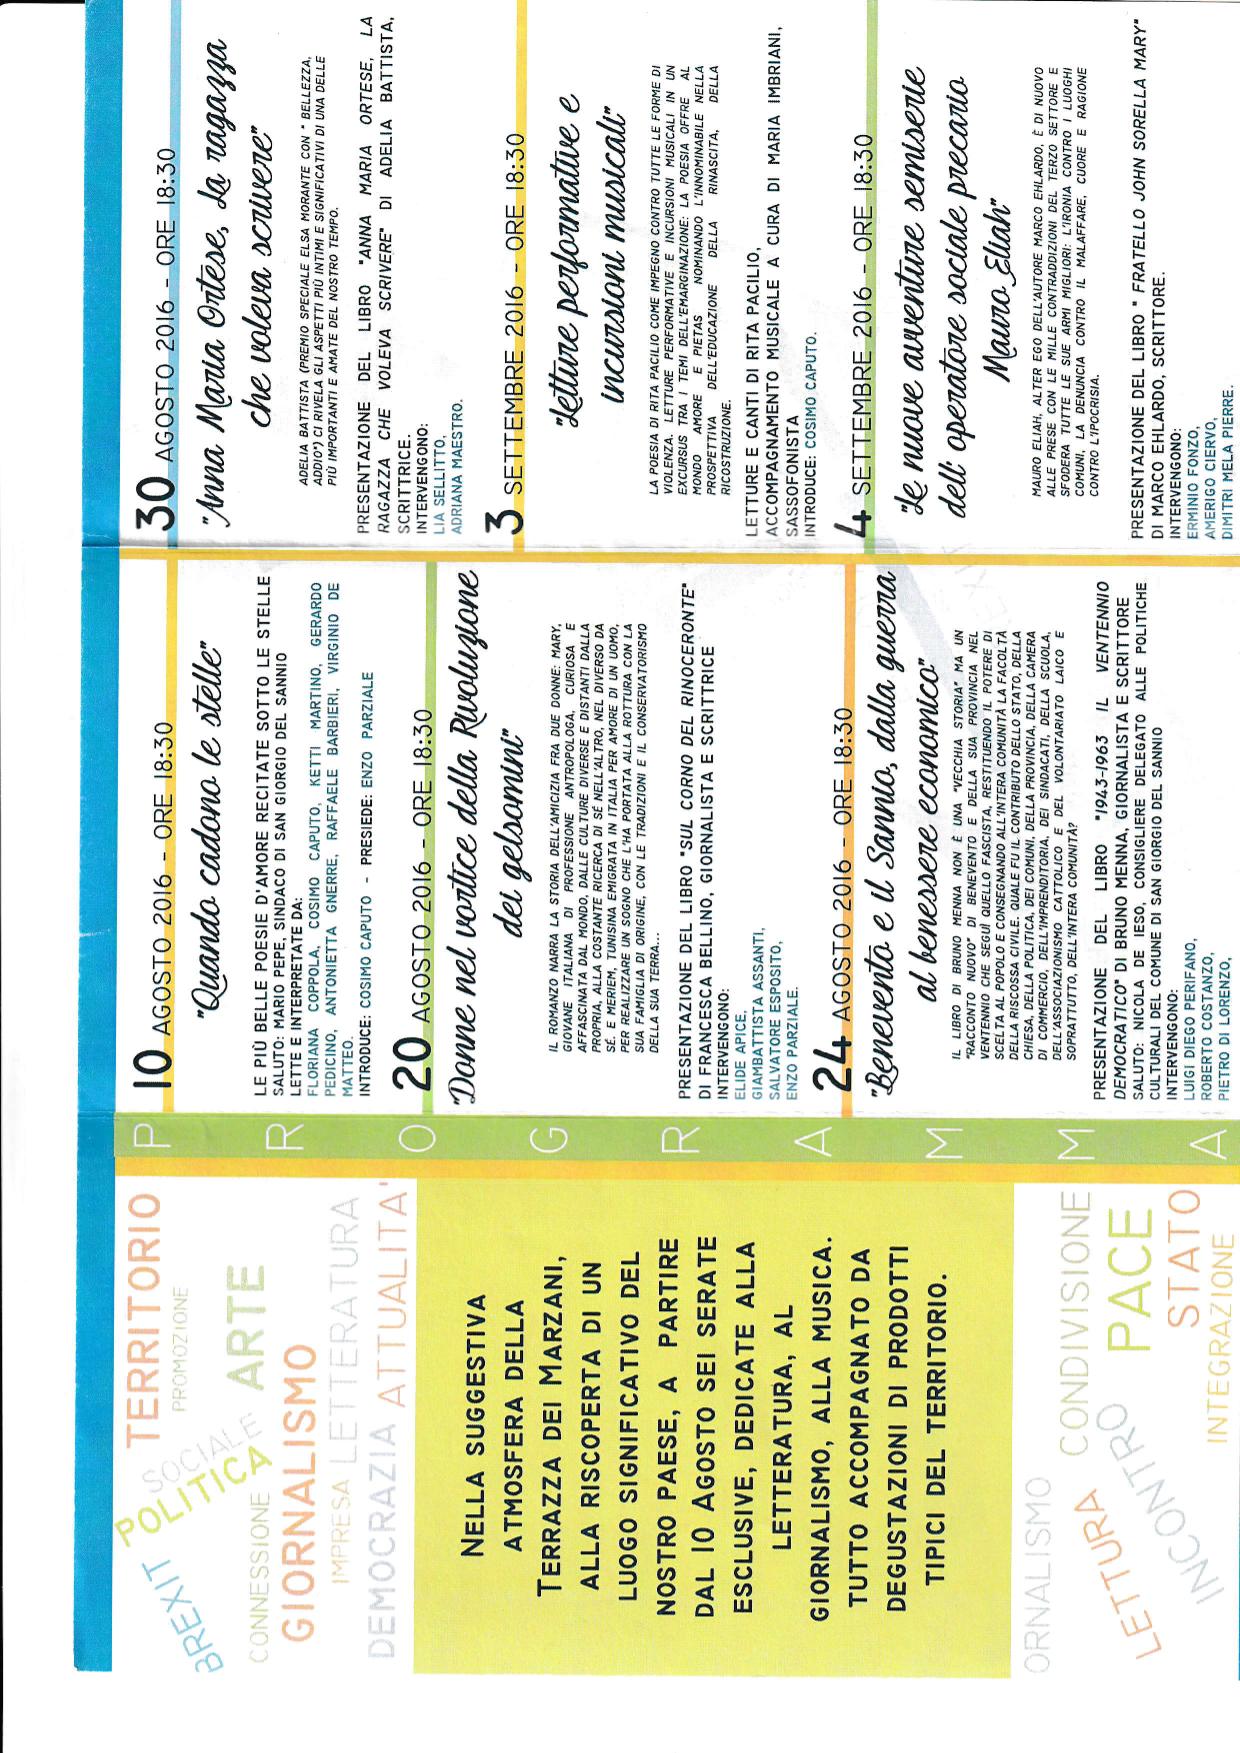 TERRITORIO
PROMOZIONE
SOCIALE
POLITICA
BREXIT
ARTE
CONNESSIONE
GIORNALISMO
IMPRESA
LETTERATURA
DEMOCRAZIA
ATTUALITA'
NELLA SUGGESTIVA
ATMOSFERA DELLA
TERRAZZA DEI MARZANI,
ALLA RISCOPERTA DI UN
LUOGO SIGNIFICATIVO DEL
NOSTRO PAESE, A PARTIRE
DAL 10 AGOSTO SEI SERATE
ESCLUSIVE, DEDICATE ALLA
LETTERATURA, AL
GIORNALISMO, ALLA MUSICA.
TUTTO ACCOMPAGNATO DA
DEGUSTAZIONI DI PRODOTTI
TIPICI DEL TERRITORIO.
ORNALISMO
CONDIVISIONE
LETTURA
PACE
INCONTRO
STATO
INTEGRAZIONE
PROGRAMMA
10 AGOSTO 2016 - ORE 18:30
"Quando cadono le stelle"
LE PIÙ BELLE POESIE D'AMORE RECITATE SOTTO LE STELLE
SALUTO: MARIO PEPE, SINDACO DI SAN GIORGIO DEL SANNIO
LETTE E INTERPRETATE DA:
FLORIANA COPPOLA, COSIMO CAPUTO, KETTI MARTINO, GERARDO
PEDICINO, ANTONIETTA GNERRE, RAFFAELE BARBIERI, VIRGINIO DE
MATTEO.
INTRODUCE: COSIMO CAPUTO - PRESIEDE: ENZO PARZIALE
20 AGOSTO 2016 - ORE 18:30
"Donne nel vortice della Rivoluzione
dei gelsomini"
IL ROMANZO NARRA LA STORIA DELL'AMICIZIA FRA DUE DONNE: MARY,
GIOVANE ITALIANA DI PROFESSIONE ANTROPOLOGA, CURIOSA E
AFFASCINATA DAL MONDO, DALLE CULTURE DIVERSE E DISTANTI DALLA
PROPRIA, ALLA COSTANTE RICERCA DI SÉ NELL'ALTRO, NEL DIVERSO DA
SÉ. E MERIEM, TUNISINA EMIGRATA IN ITALIA PER AMORE DI UN UOMO,
PER REALIZZARE UN SOGNO CHE L'HA PORTATA ALLA ROTTURA CON LA
SUA FAMIGLIA DI ORIGINE, CON LE TRADIZIONI E IL CONSERVATORISMO
DELLA SUA TERRA...
PRESENTAZIONE DEL LIBRO "SUL CORNO DEL RINOCERONTE"
DI FRANCESCA BELLINO, GIORNALISTA E SCRITTRICE
INTERVENGONO:
ELIDE APICE,
GIAMBATTISTA ASSANTI,
SALVATORE ESPOSITO,
ENZO PARZIALE.
24 AGOSTO 2016 - ORE 18:30
"Benevento e il Sannio, dalla guerra
al benessere economico"
IL LIBRO DI BRUNO MENNA NON È UNA "VECCHIA STORIA" MA UN
"RACCONTO NUOVO" DI BENEVENTO E DELLA SUA PROVINCIA NEL
VENTENNIO CHE SEGUÌ QUELLO FASCISTA, RESTITUENDO IL POTERE DI
SCELTA AL POPOLO E CONSEGNANDO ALL'INTERA COMUNITÀ LA FACOLTÀ
DELLA RISCOSSA CIVILE. QUALE FU IL CONTRIBUTO DELLO STATO, DELLA
CHIESA, DELLA POLITICA, DEI COMUNI, DELLA PROVINCIA, DELLA CAMERA
DI COMMERCIO, DELL'IMPRENDITORIA, DEI SINDACATI, DELLA SCUOLA,
DELL'ASSOCIAZIONISMO CATTOLICO E DEL VOLONTARIATO LAICO E
SOPRATTUTTO, DELL'INTERA COMUNITÀ?
PRESENTAZIONE DEL LIBRO "1943-1963 IL VENTENNIO
DEMOCRATICO" DI BRUNO MENNA, GIORNALISTA E SCRITTORE
SALUTO: NICOLA DE IESO, CONSIGLIERE DELEGATO ALLE POLITICHE
CULTURALI DEL COMUNE DI SAN GIORGIO DEL SANNIO
INTERVENGONO:
LUIGI DIEGO PERIFANO,
ROBERTO COSTANZO,
PIETRO DI LORENZO,
30 AGOSTO 2016 - ORE 18:30
"Anna Maria Ortese, La ragazza
che voleva scrivere"
ADELIA BATTISTA (PREMIO SPECIALE ELSA MORANTE CON " BELLEZZA,
ADDIO") CI RIVELA GLI ASPETTI PIÙ INTIMI E SIGNIFICATIVI DI UNA DELLE
PIÙ IMPORTANTI E AMATE DEL NOSTRO TEMPO.
PRESENTAZIONE DEL LIBRO "ANNA MARIA ORTESE, LA
RAGAZZA CHE VOLEVA SCRIVERE" DI ADELIA BATTISTA,
SCRITTRICE.
INTERVENGONO:
LIA SELLITTO,
ADRIANA MAESTRO.
3 SETTEMBRE 2016 - ORE 18:30
"Letture performative e
incursioni musicali"
LA POESIA DI RITA PACILIO COME IMPEGNO CONTRO TUTTE LE FORME DI
VIOLENZA. LETTURE PERFORMATIVE E INCURSIONI MUSICALI IN UN
EXCURSUS TRA I TEMI DELL'EMARGINAZIONE: LA POESIA OFFRE AL
MONDO AMORE E PIETAS NOMINANDO L'INNOMINABILE NELLA
PROSPETTIVA DELL'EDUCAZIONE DELLA RINASCITA, DELLA
RICOSTRUZIONE.
LETTURE E CANTI DI RITA PACILIO,
ACCOMPAGNAMENTO MUSICALE A CURA DI MARIA IMBRIANI,
SASSOFONISTA
INTRODUCE: COSIMO CAPUTO.
4 SETTEMBRE 2016 - ORE 18:30
"Le nuove avventure semiserie
dell' operatore sociale precario
Mauro Eliah"
MAURO ELIAH, ALTER EGO DELL'AUTORE MARCO EHLARDO, È DI NUOVO
ALLE PRESE CON LE MILLE CONTRADDIZIONI DEL TERZO SETTORE E
SFODERA TUTTE LE SUE ARMI MIGLIORI: L'IRONIA CONTRO I LUOGHI
COMUNI, LA DENUNCIA CONTRO IL MALAFFARE, CUORE E RAGIONE
CONTRO L'IPOCRISIA.
PRESENTAZIONE DEL LIBRO " FRATELLO JOHN SORELLA MARY"
DI MARCO EHLARDO, SCRITTORE.
INTERVENGONO:
ERMINIO FONZO,
AMERIGO CIERVO,
DIMITRI MELA PIERRE.